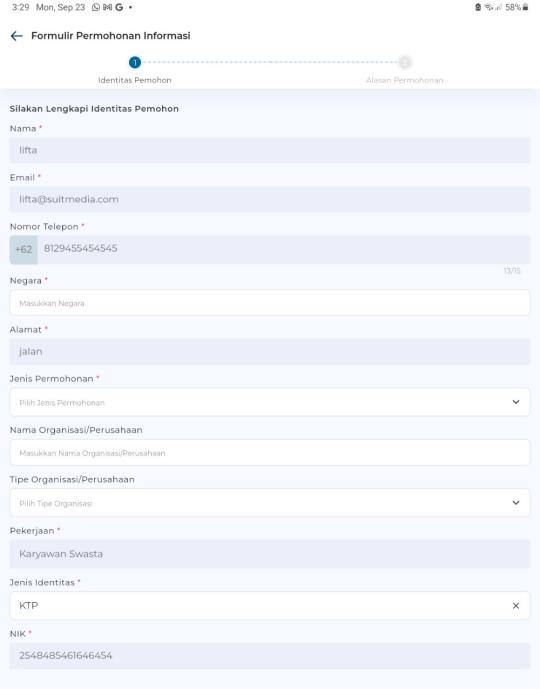 3:29 Mon, Sep 23 G • 58%
Formulir Permohonan Informasi
1 2
Identitas Pemohon Alasan Permohonan
Silakan Lengkapi Identitas Pemohon
Nama *
lifta
Email *
lifta@suitmedia.com
Nomor Telepon *
+62 8129455454545
13/15
Negara *
Masukkan Negara
Alamat *
jalan
Jenis Permohonan *
Pilih Jenis Permohonan
Nama Organisasi/Perusahaan
Masukkan Nama Organisasi/Perusahaan
Tipe Organisasi/Perusahaan
Pilih Tipe Organisasi
Pekerjaan *
Karyawan Swasta
Jenis Identitas *
KTP
NIK *
2548485461646454